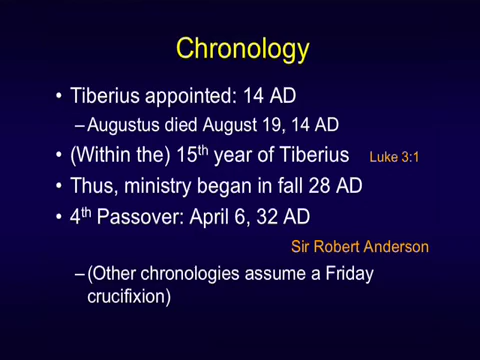 Chronology
• Tiberius appointed: 14 AD
–Augustus died August 19, 14 AD
• (Within the) 15th year of Tiberius Luke 3:1
• Thus, ministry began in fall 28 AD
• 4th Passover: April 6, 32 AD
Sir Robert Anderson
–(Other chronologies assume a Friday
crucifixion)